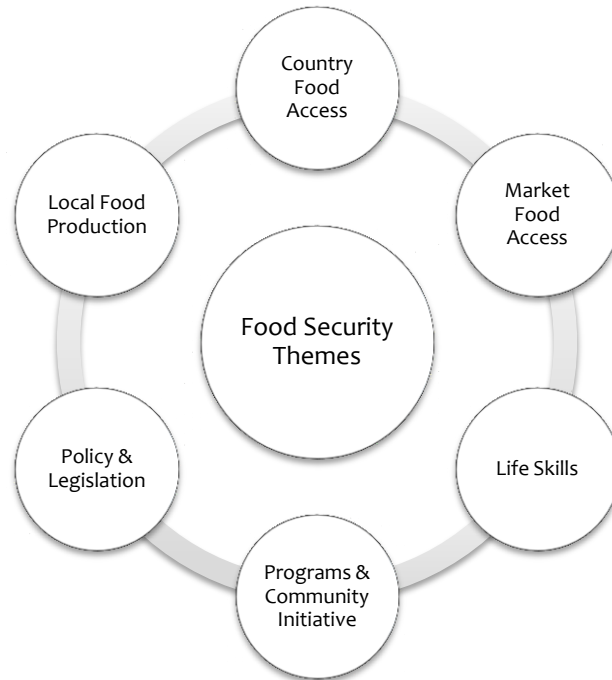 Country
Food
Access
Market
Food
Access
Life Skills
Programs &
Community
Initiative
Policy &
Legislation
Local Food
Production
Food Security
Themes